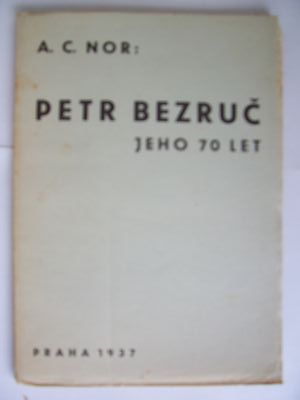 A. C. NOR:
PETR BEZRUČ
JEHO 70 LET
PRAHA 1937